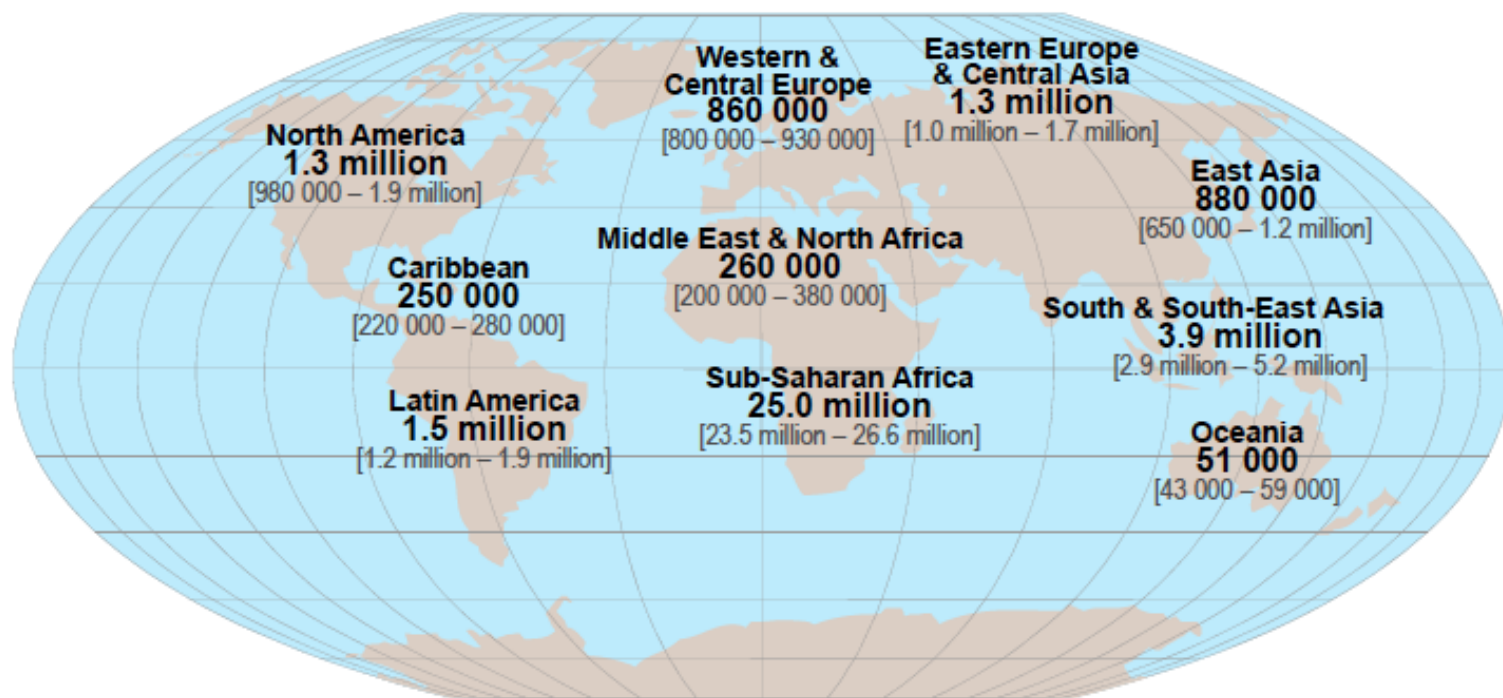 Western &
Central Europe
860 000
[800 000 – 930 000]
Eastern Europe
& Central Asia
1.3 million
[1.0 million – 1.7 million]
North America
1.3 million
[980 000 – 1.9 million]
East Asia
880 000
[650 000 – 1.2 million]
Middle East & North Africa
260 000
[200 000 – 380 000]
Caribbean
250 000
[220 000 – 280 000]
South & South-East Asia
3.9 million
[2.9 million – 5.2 million]
Sub-Saharan Africa
25.0 million
[23.5 million – 26.6 million]
Latin America
1.5 million
[1.2 million – 1.9 million]
Oceania
51 000
[43 000 – 59 000]